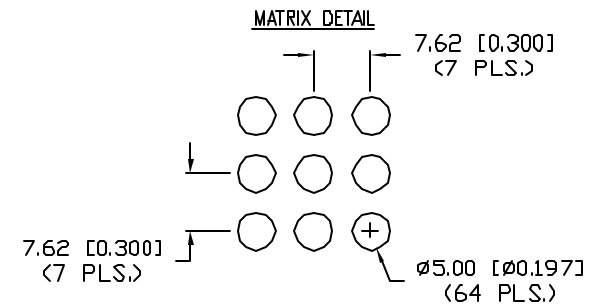 MATRIX DETAIL
7.62 [0.300]
(7 PLS.)
7.62 [0.300]
(7 PLS.)
Ø5.00 [Ø0.197]
(64 PLS.)